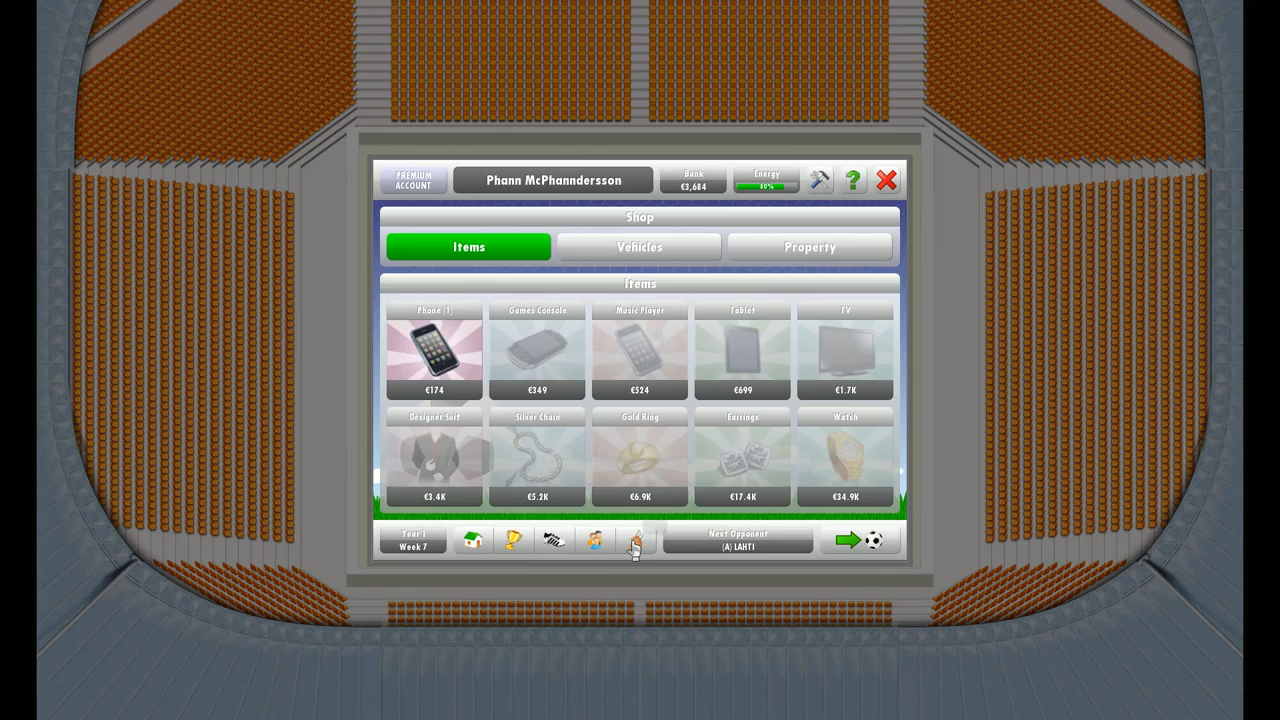 PREMIUM
ACCOUNT
Phann McPhanndersson
Bank
€3,684
Energy
80%
?
Shop
Items
Vehicles
Property
Items
Phone (1)
Games Console
Music Player
Tablet
TV
€174
€349
€524
€699
€1.7K
Designer Suit
Silver Chain
Gold Ring
Earrings
Watch
€3.4K
€5.2K
€6.9K
€17.4K
€34.9K
Year 1
Week 7
Next Opponent
(A) LAHTI